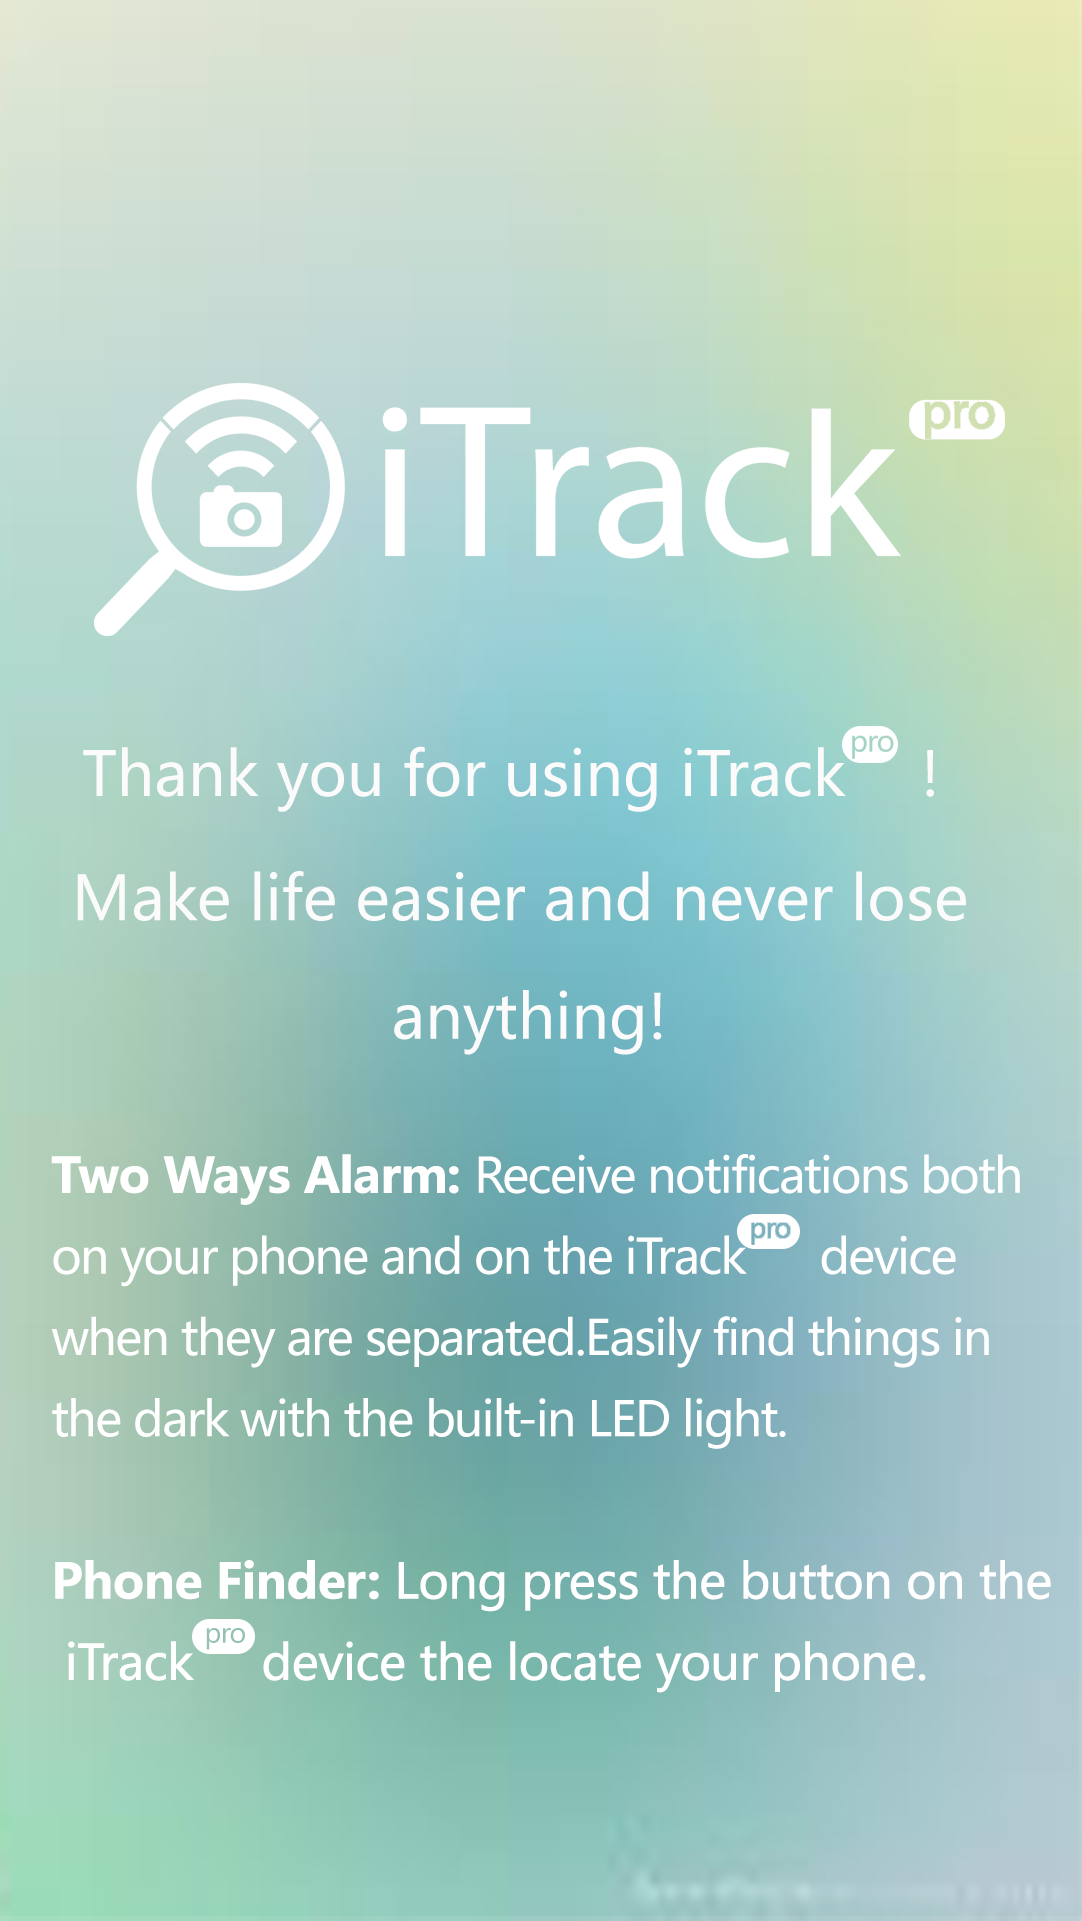 iTrack pro
Thank you for using iTrack pro !
Make life easier and never lose
anything!
Two Ways Alarm: Receive notifications both
on your phone and on the iTrack pro device
when they are separated.Easily find things in
the dark with the built-in LED light.
Phone Finder: Long press the button on the
iTrack pro device the locate your phone.